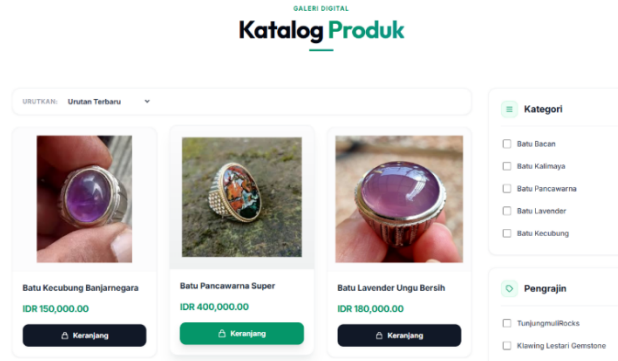 GALERI DIGITAL
Katalog Produk
URUTKAN: Urutan Terbaru
Batu Kecubung Banjarnegara
IDR 150,000.00
Keranjang
Batu Pancawarna Super
IDR 400,000.00
Keranjang
Batu Lavender Ungu Bersih
IDR 180,000.00
Keranjang
Kategori
Batu Bacan
Batu Kalimaya
Batu Pancawarna
Batu Lavender
Batu Kecubung
Pengrajin
TunjungmuliRocks
Klawing Lestari Gemstone